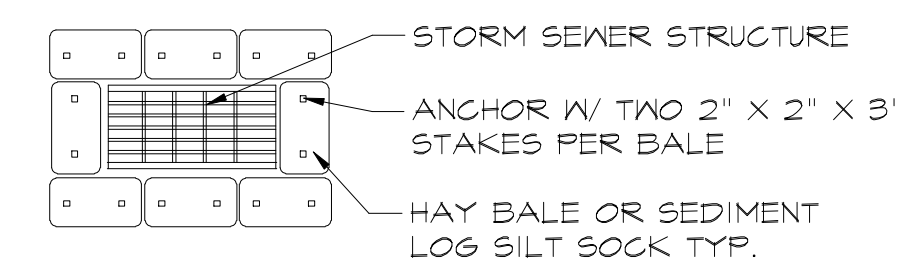 STORM SEWER STRUCTURE
ANCHOR W/ TWO 2" X 2" X 3'
STAKES PER BALE
HAY BALE OR SEDIMENT
LOG SILT SOCK TYP.